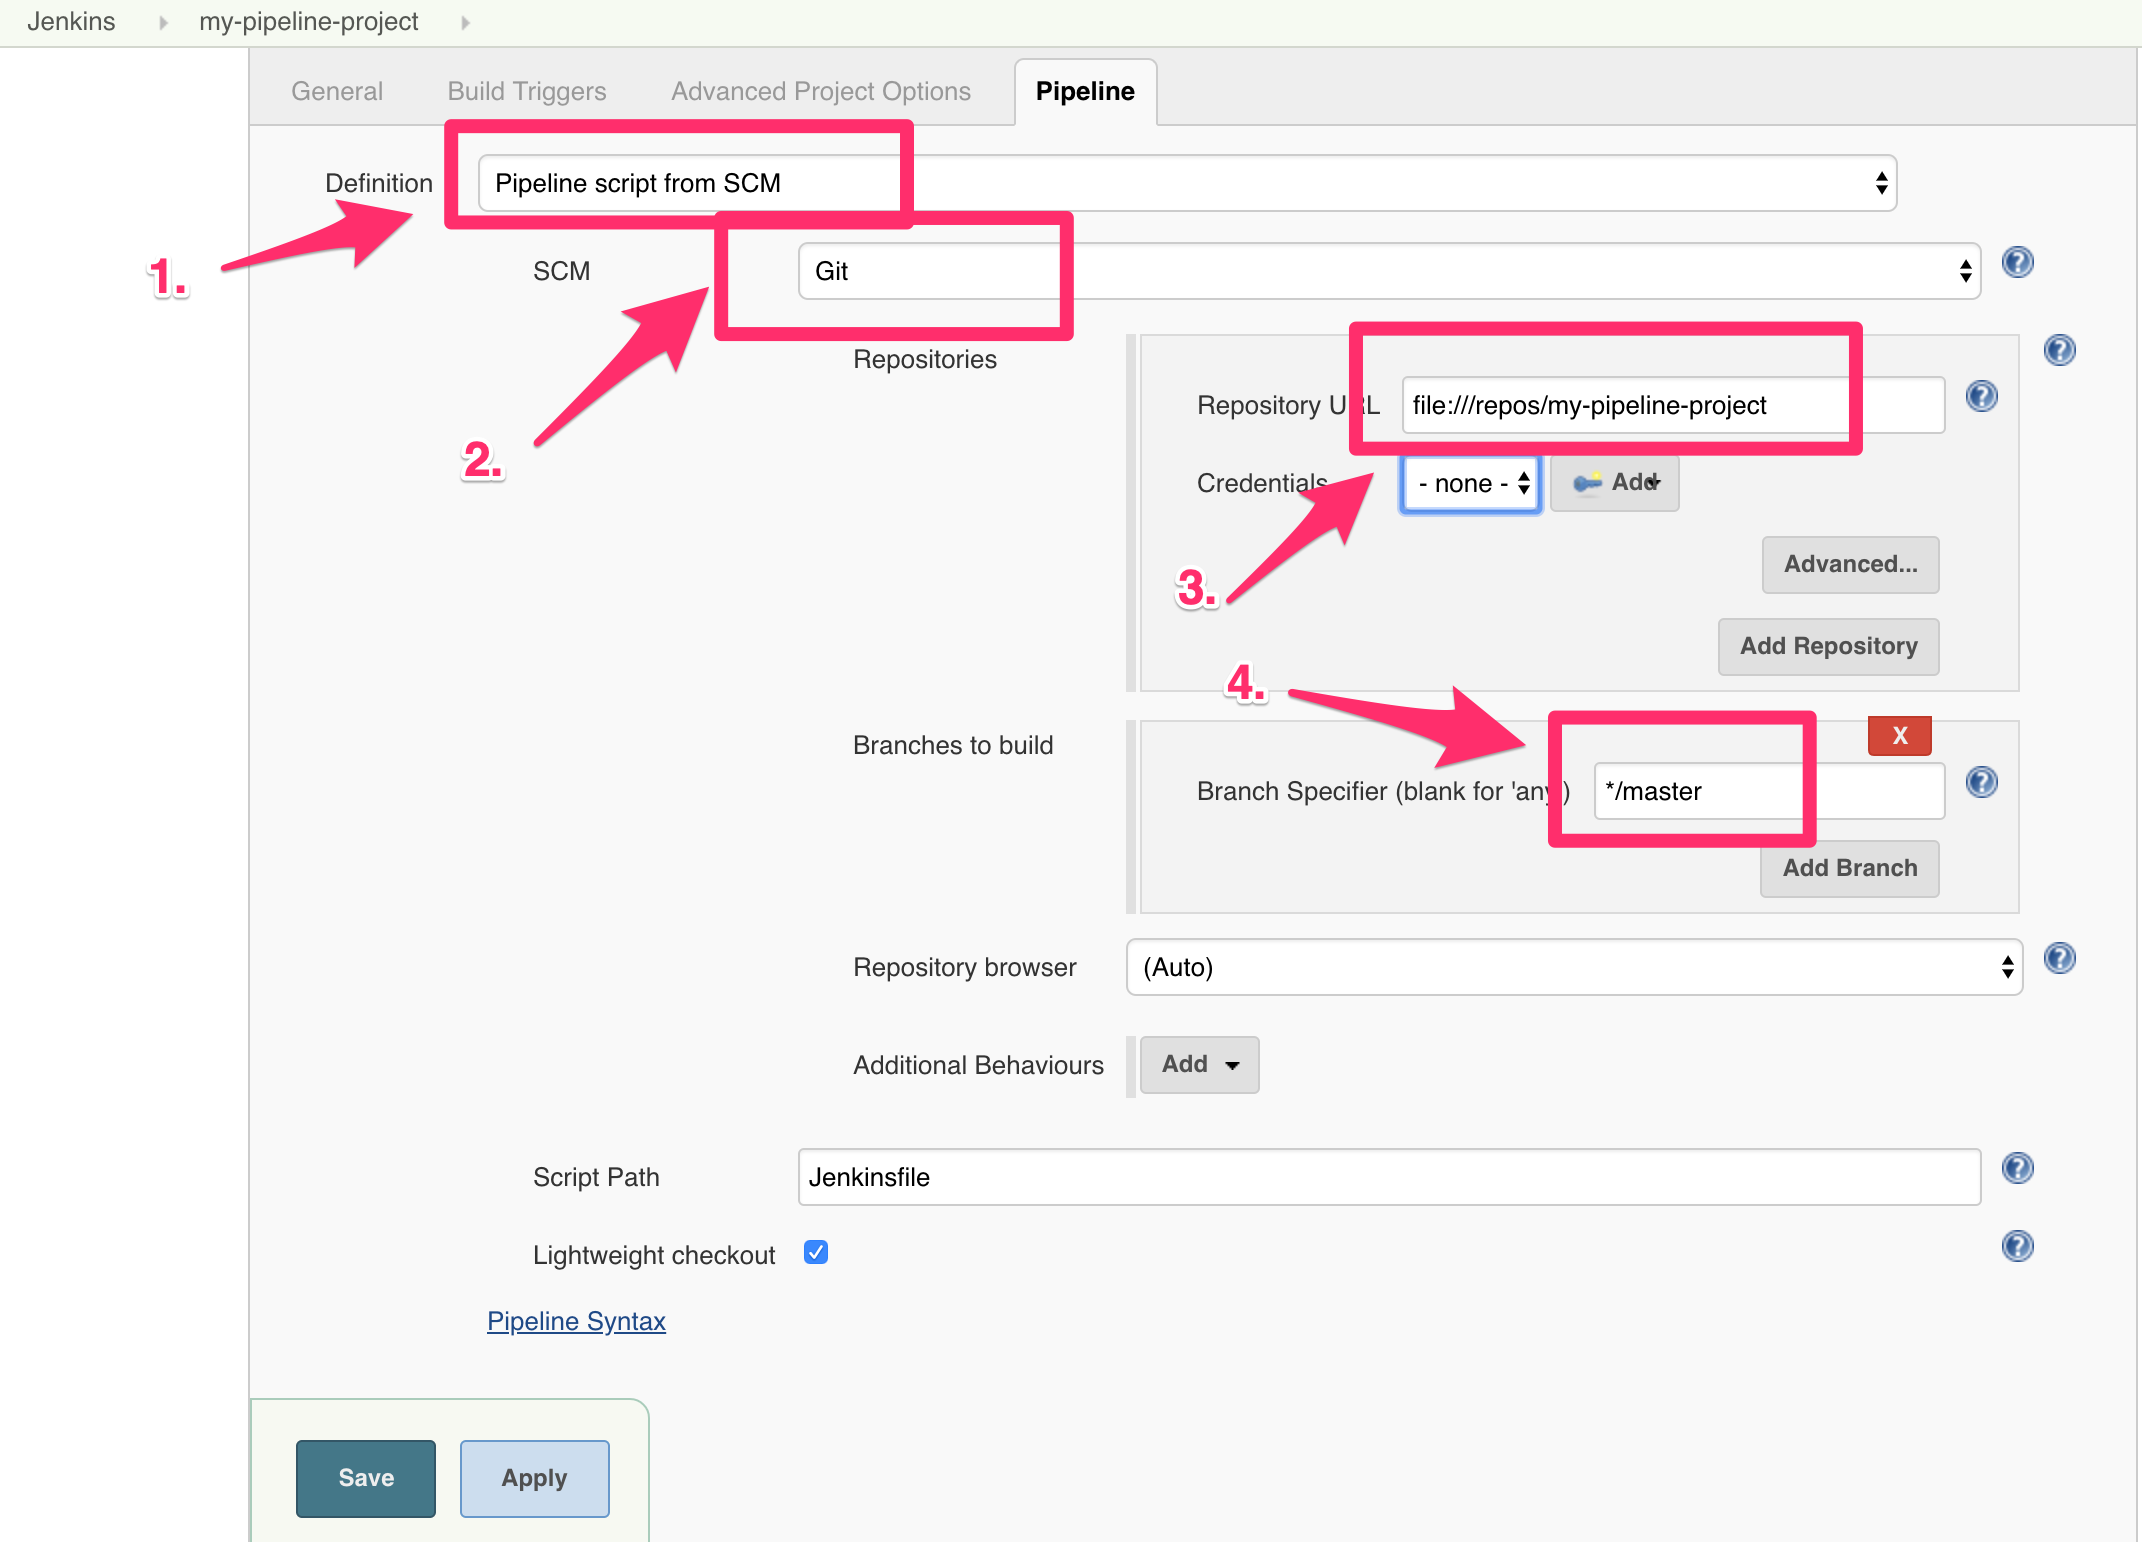 Jenkins my-pipeline-project
General Build Triggers Advanced Project Options Pipeline
Definition Pipeline script from SCM
1.
SCM Git
2.
Repositories
Repository URL file:///repos/my-pipeline-project
Credentials - none - Add
3.
Advanced...
Add Repository
4.
Branches to build
X
Branch Specifier (blank for 'any') */master
Add Branch
Repository browser (Auto)
Additional Behaviours Add
Script Path Jenkinsfile
Lightweight checkout
Pipeline Syntax
Save Apply